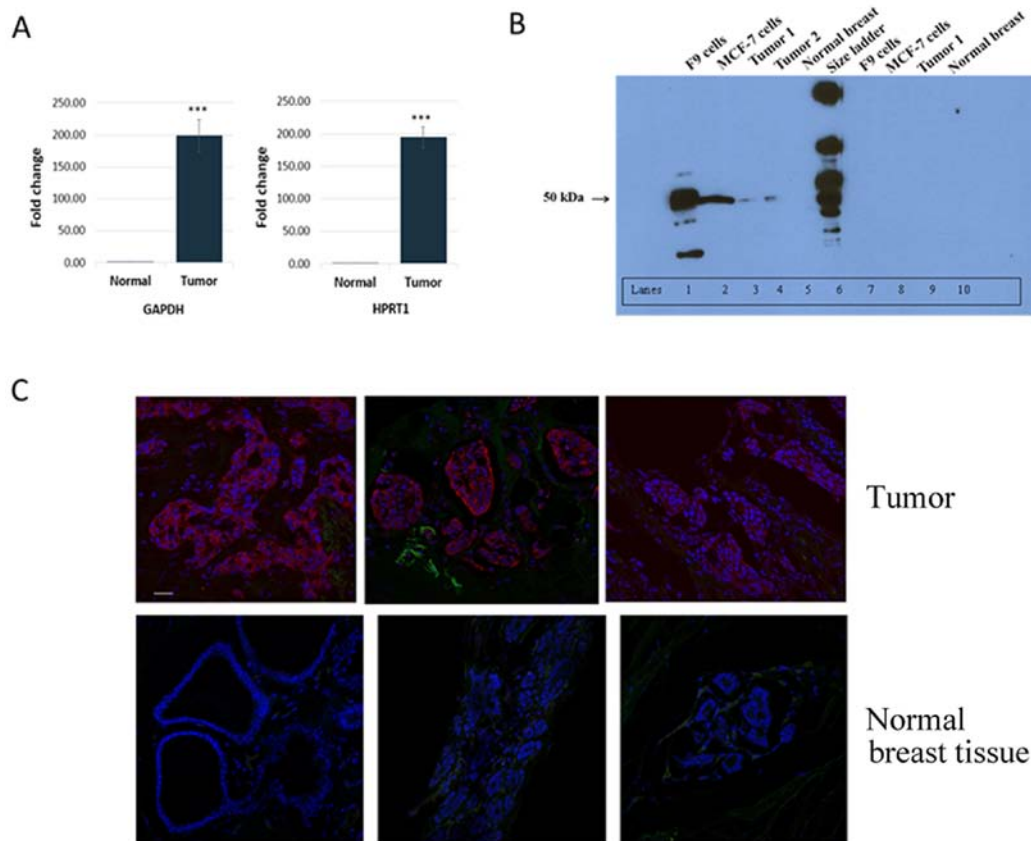 A
250.00
200.00
150.00
100.00
50.00
0.00
Fold change
***
Normal Tumor
GAPDH
250.00
200.00
150.00
100.00
50.00
0.00
Fold change
***
Normal Tumor
HPRT1
B
F9 cells
MCF-7 cells
Tumor 1
Tumor 2
Normal breast
Size ladder
F9 cells
MCF-7 cells
Tumor 1
Normal breast
50 kDa →
Lanes 1 2 3 4 5 6 7 8 9 10
C
Tumor
Normal
breast tissue